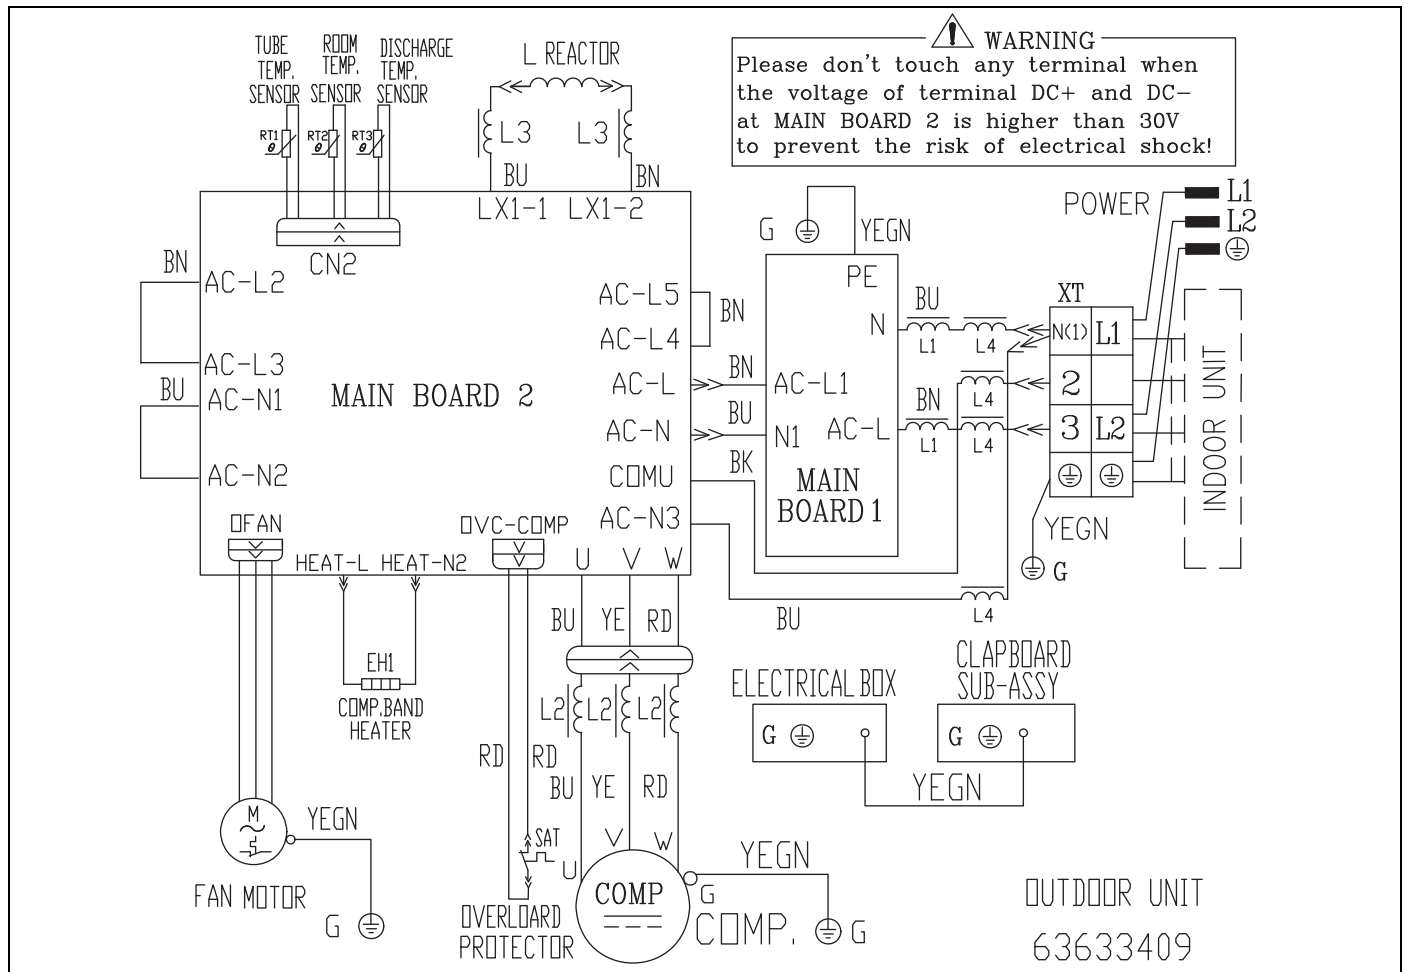 TUBE
TEMP.
SENSOR
ROOM
TEMP.
SENSOR
DISCHARGE
TEMP.
SENSOR
L REACTOR
WARNING
Please don't touch any terminal when
the voltage of terminal DC+ and DC-
at MAIN BOARD 2 is higher than 30V
to prevent the risk of electrical shock!
RT1
θ
RT2
θ
RT3
θ
L3
L3
BU
BN
LX1-1
LX1-2
POWER
L1
L2
G
YEGN
CN2
BN
AC-L2
AC-L3
BU
AC-N1
AC-N2
MAIN BOARD 2
AC-L5
AC-L4
BN
AC-L
BN
AC-N
BU
COMU
BK
AC-N3
PE
N
AC-L1
N1
AC-L
MAIN
BOARD 1
BU
L1
L4
L4
BN
L1
L4
XT
N(1)
L1
2
3
L2
INDOOR UNIT
YEGN
G
OFAN
HEAT-L
HEAT-N2
OVC-COMP
U
V
W
BU
YE
RD
BU
L4
EH1
COMP.BAND
HEATER
L2
L2
L2
RD
RD
BU
YE
RD
ELECTRICAL BOX
G
CLAPBOARD
SUB-ASSY
G
YEGN
M
YEGN
FAN MOTOR
G
SAT
OVERLOARD
PROTECTOR
U
V
W
COMP
G
YEGN
COMP.
G
OUTDOOR UNIT
63633409